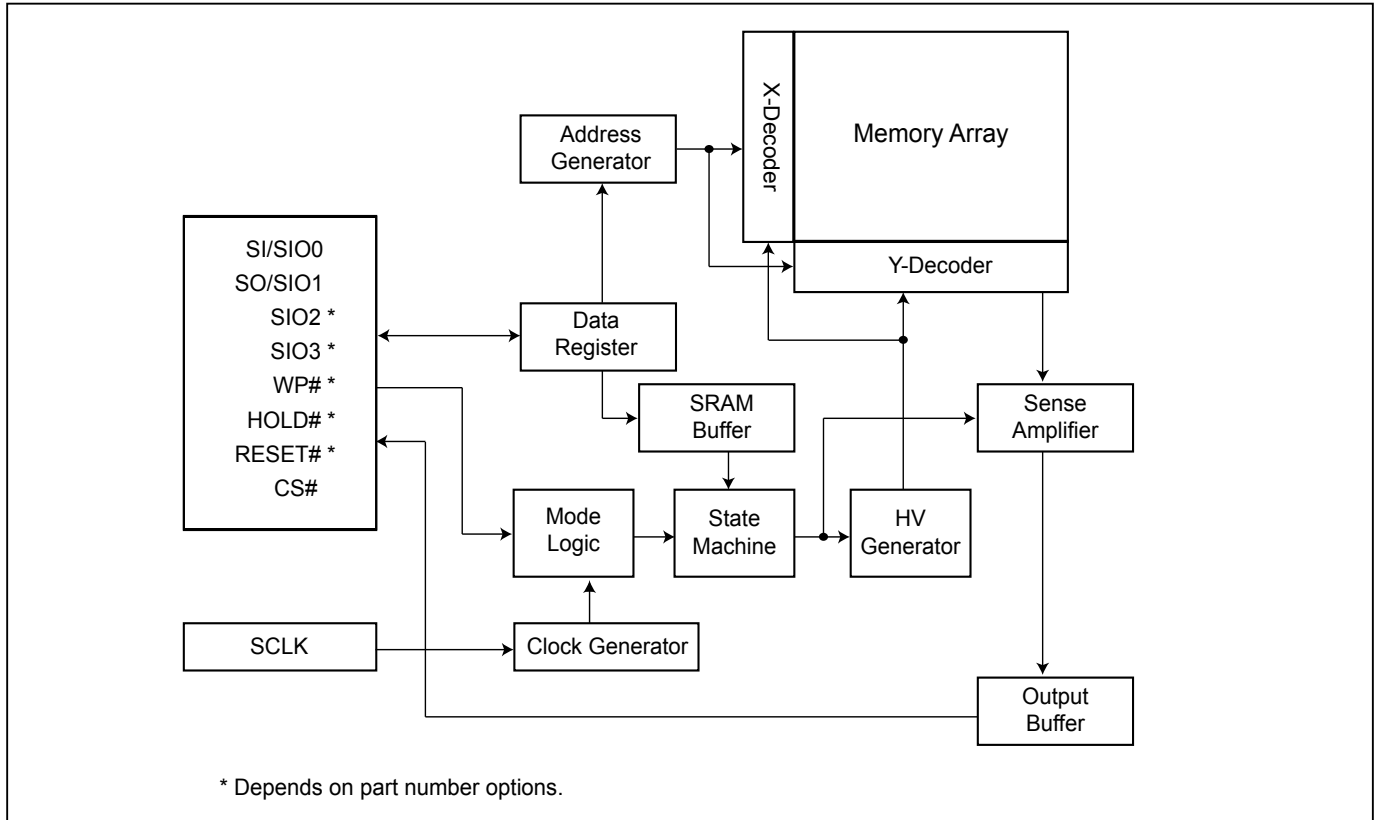 X-Decoder
Memory Array
Address
Generator
Y-Decoder
SI/SIO0
SO/SIO1
SIO2 *
SIO3 *
WP# *
HOLD# *
RESET# *
CS#
Data
Register
SRAM
Buffer
Sense
Amplifier
Mode
Logic
State
Machine
HV
Generator
SCLK
Clock Generator
Output
Buffer
* Depends on part number options.